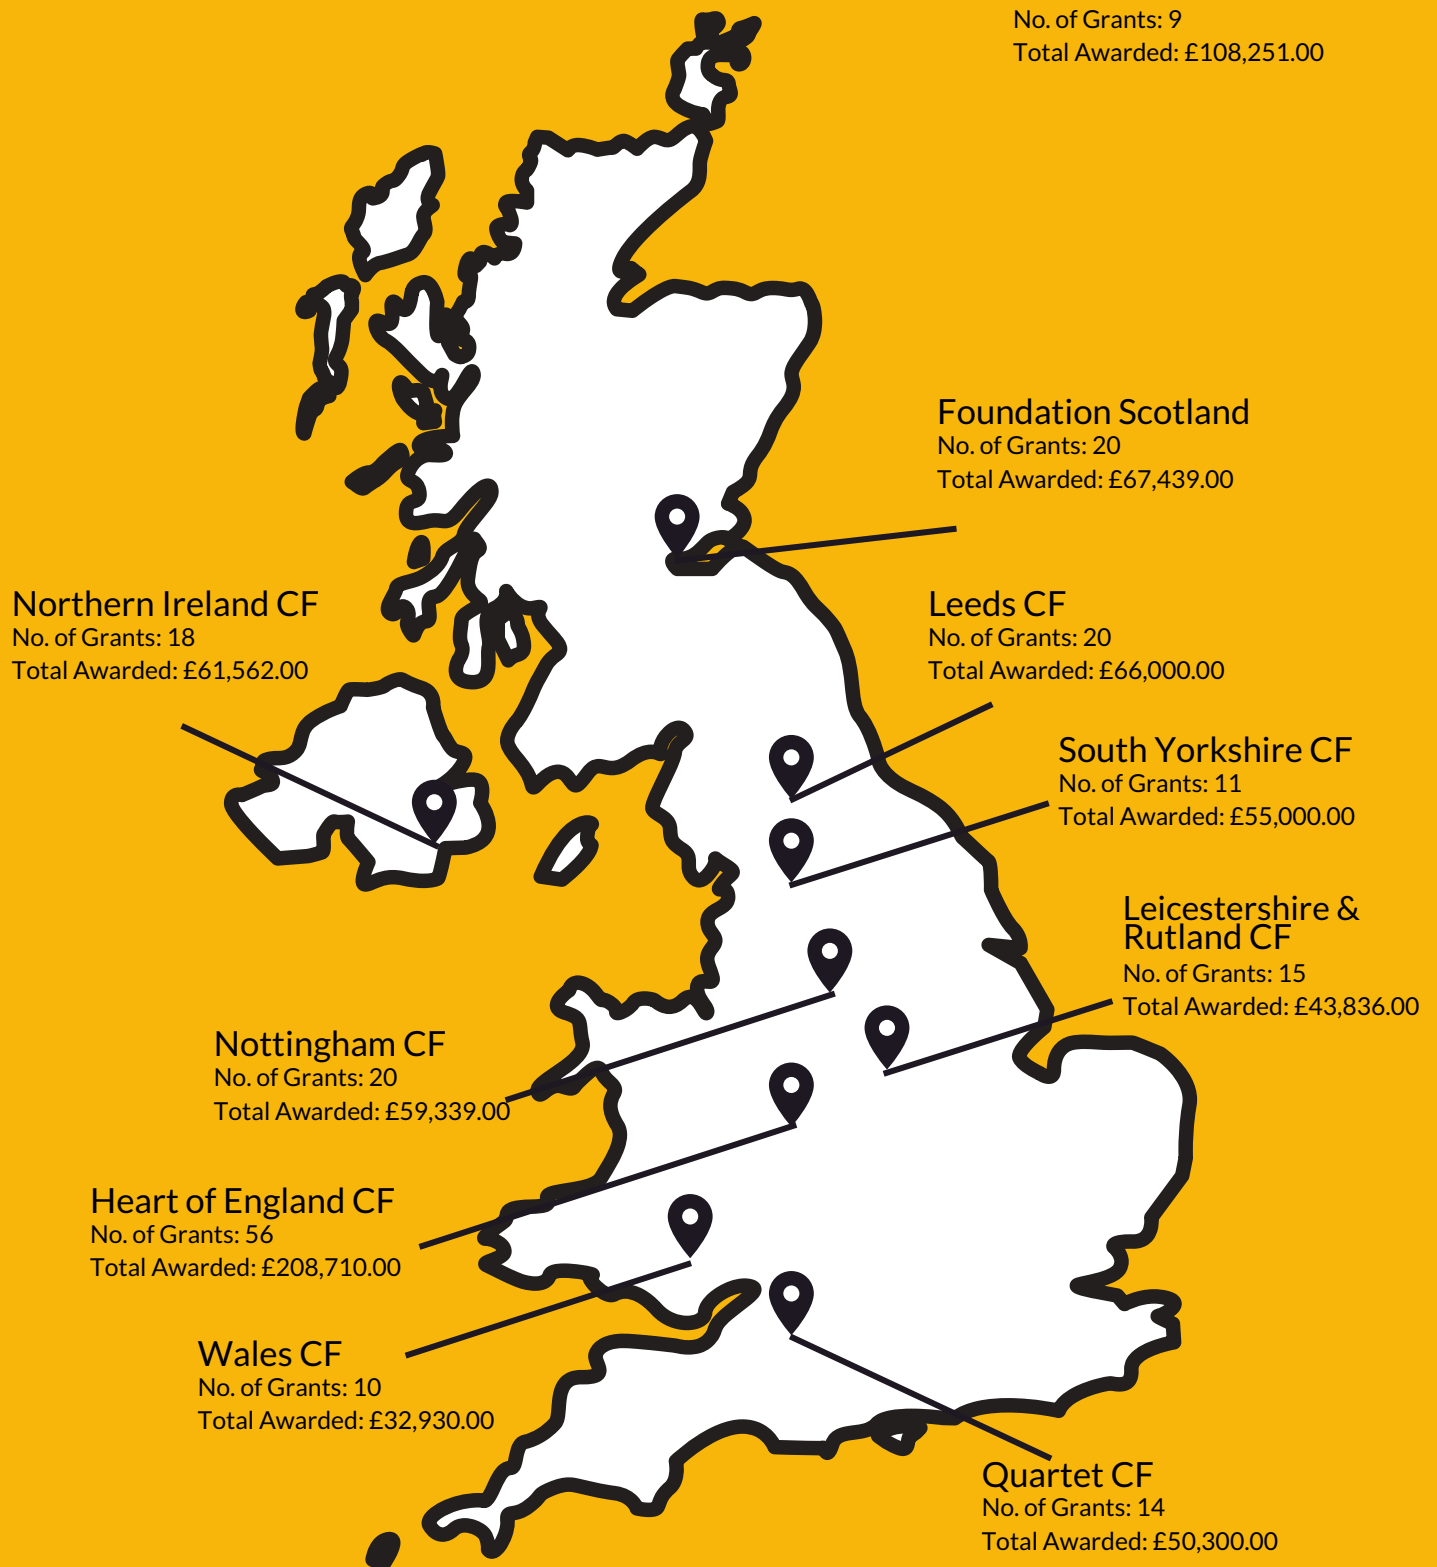 No. of Grants: 9
Total Awarded: £108,251.00
Foundation Scotland
No. of Grants: 20
Total Awarded: £67,439.00
Northern Ireland CF
No. of Grants: 18
Total Awarded: £61,562.00
Leeds CF
No. of Grants: 20
Total Awarded: £66,000.00
South Yorkshire CF
No. of Grants: 11
Total Awarded: £55,000.00
Leicestershire &
Rutland CF
No. of Grants: 15
Total Awarded: £43,836.00
Nottingham CF
No. of Grants: 20
Total Awarded: £59,339.00
Heart of England CF
No. of Grants: 56
Total Awarded: £208,710.00
Wales CF
No. of Grants: 10
Total Awarded: £32,930.00
Quartet CF
No. of Grants: 14
Total Awarded: £50,300.00